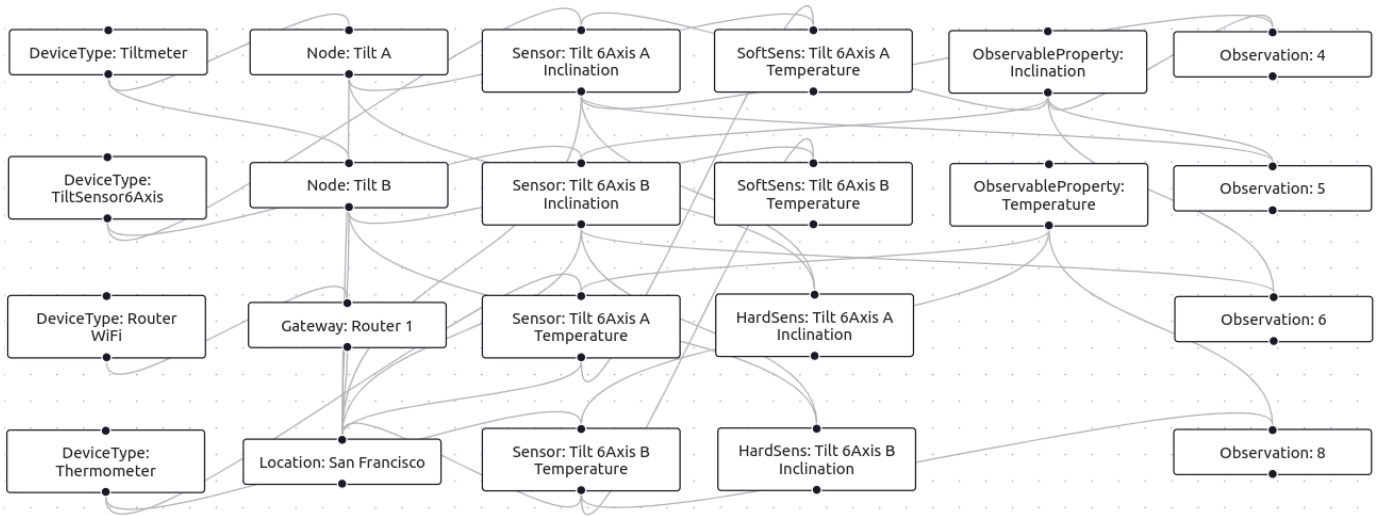 DeviceType: Tiltmeter
Node: Tilt A
Sensor: Tilt 6Axis A
Inclination
SoftSens: Tilt 6Axis A
Temperature
ObservableProperty:
Inclination
Observation: 4
DeviceType:
TiltSensor6Axis
Node: Tilt B
Sensor: Tilt 6Axis B
Inclination
SoftSens: Tilt 6Axis B
Temperature
ObservableProperty:
Temperature
Observation: 5
DeviceType: Router
WiFi
Gateway: Router 1
Sensor: Tilt 6Axis A
Temperature
HardSens: Tilt 6Axis A
Inclination
Observation: 6
DeviceType:
Thermometer
Location: San Francisco
Sensor: Tilt 6Axis B
Temperature
HardSens: Tilt 6Axis B
Inclination
Observation: 8